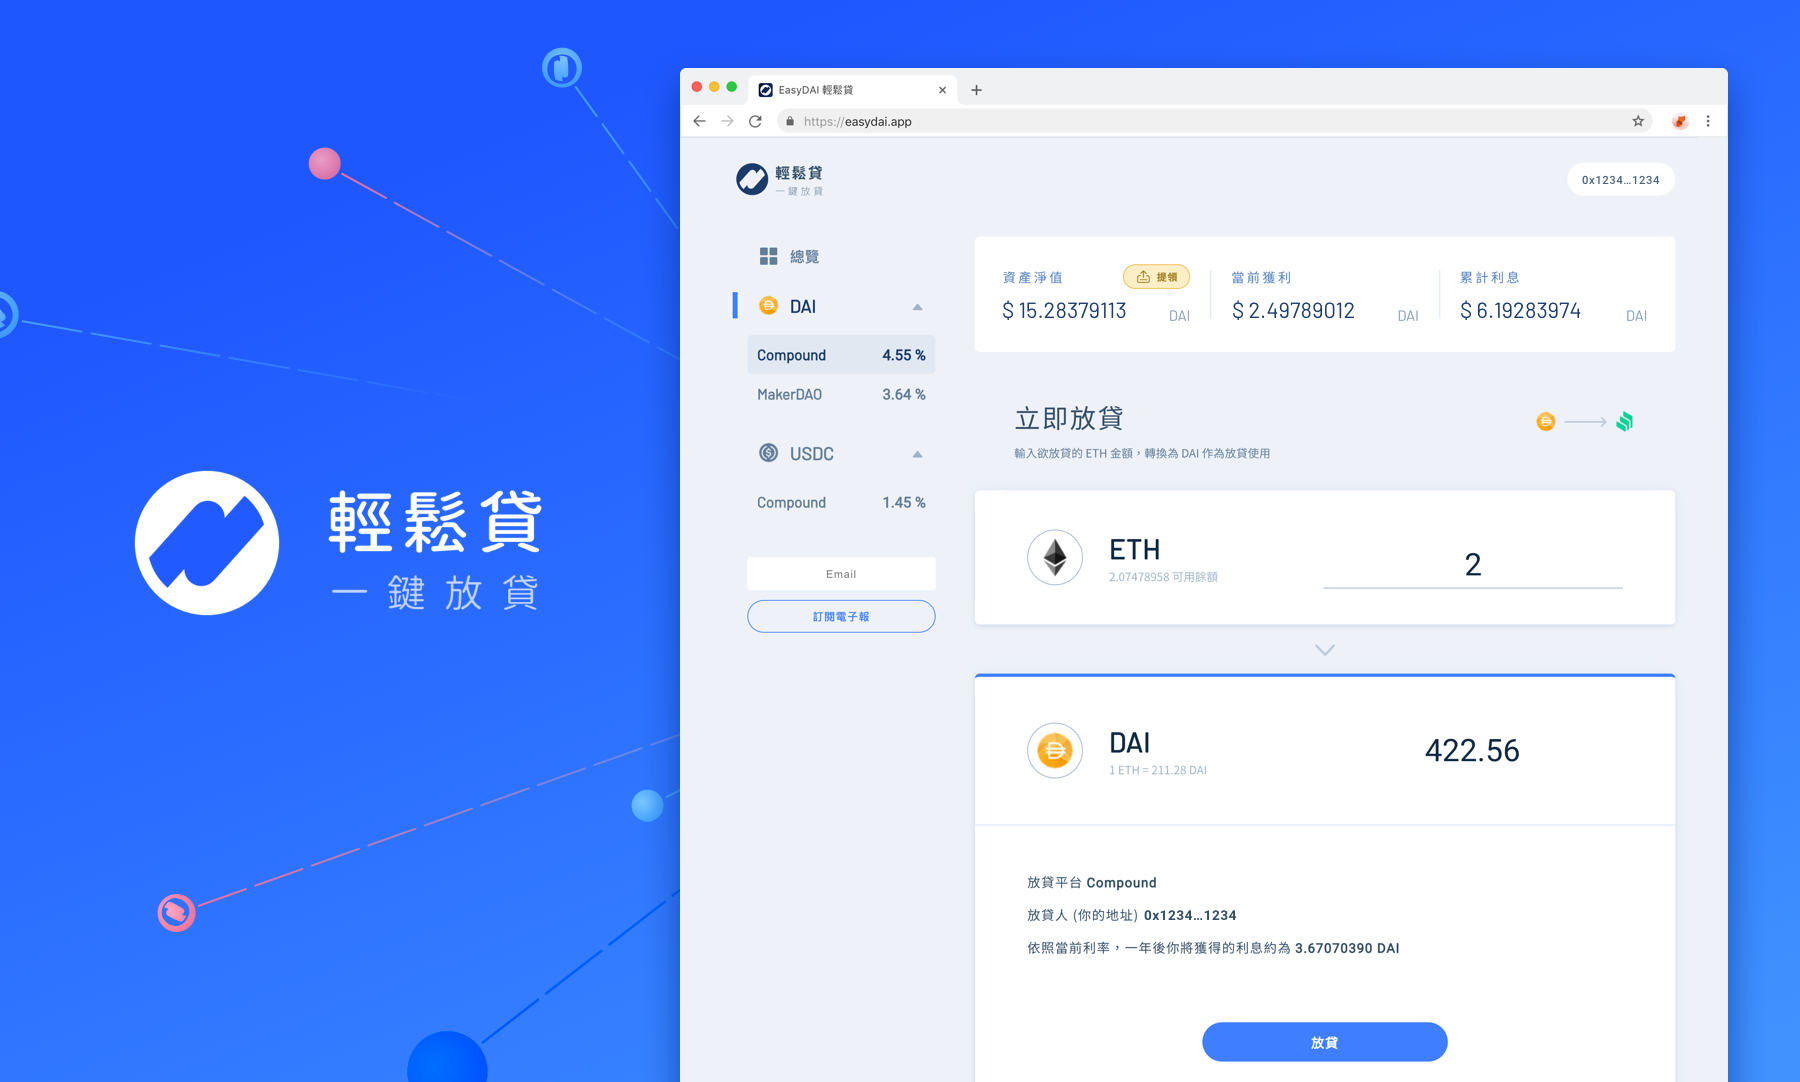 輕鬆貸
一鍵放貸
EasyDAI 輕鬆貸
https://easydai.app
輕鬆貸
一鍵放貸
0x1234...1234
總覽
DAI
Compound 4.55 %
MakerDAO 3.64 %
USDC
Compound 1.45 %
Email
訂閱電子報
資產淨值 提領
$ 15.28379113 DAI
當前獲利
$ 2.49789012 DAI
累計利息
$ 6.19283974 DAI
立即放貸
輸入欲放貸的 ETH 金額，轉換為 DAI 作為放貸使用
ETH
2.07478958 可用餘額
2
DAI
1 ETH = 211.28 DAI
422.56
放貸平台 Compound
放貸人 (你的地址) 0x1234...1234
依照當前利率，一年後你將獲得的利息約為 3.67070390 DAI
放貸